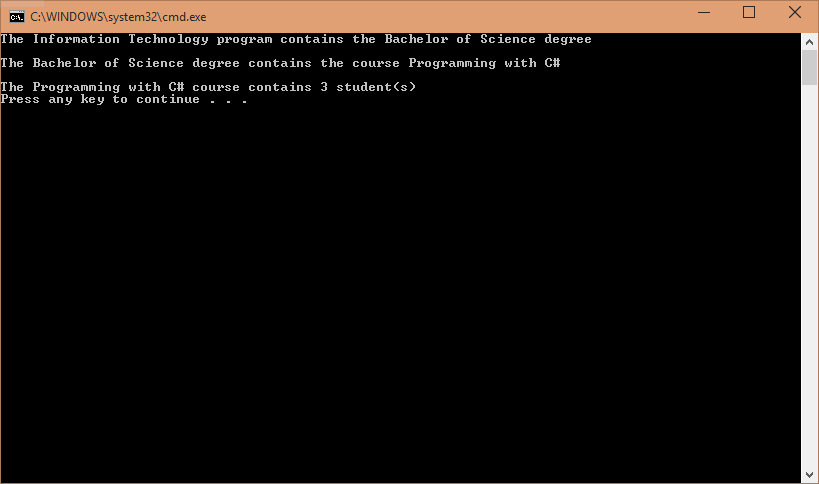 C:\WINDOWS\system32\cmd.exe
The Information Technology program contains the Bachelor of Science degree
The Bachelor of Science degree contains the course Programming with C#
The Programming with C# course contains 3 student(s)
Press any key to continue . . .